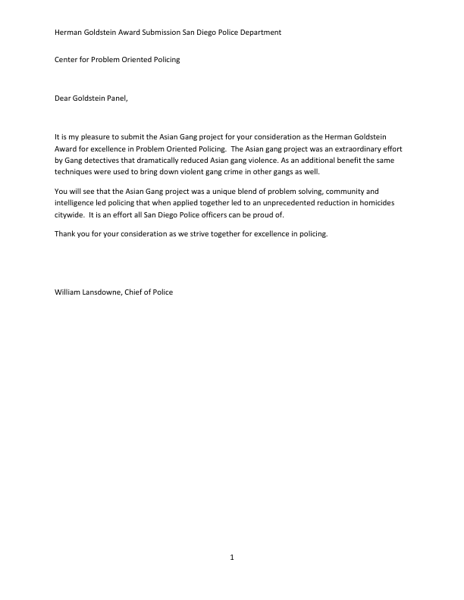 Herman Goldstein Award Submission San Diego Police Department
Center for Problem Oriented Policing
Dear Goldstein Panel,
It is my pleasure to submit the Asian Gang project for your consideration as the Herman Goldstein
Award for excellence in Problem Oriented Policing.  The Asian gang project was an extraordinary effort
by Gang detectives that dramatically reduced Asian gang violence. As an additional benefit the same
techniques were used to bring down violent gang crime in other gangs as well.
You will see that the Asian Gang project was a unique blend of problem solving, community and
intelligence led policing that when applied together led to an unprecedented reduction in homicides
citywide.  It is an effort all San Diego Police officers can be proud of.
Thank you for your consideration as we strive together for excellence in policing.
William Lansdowne, Chief of Police
1